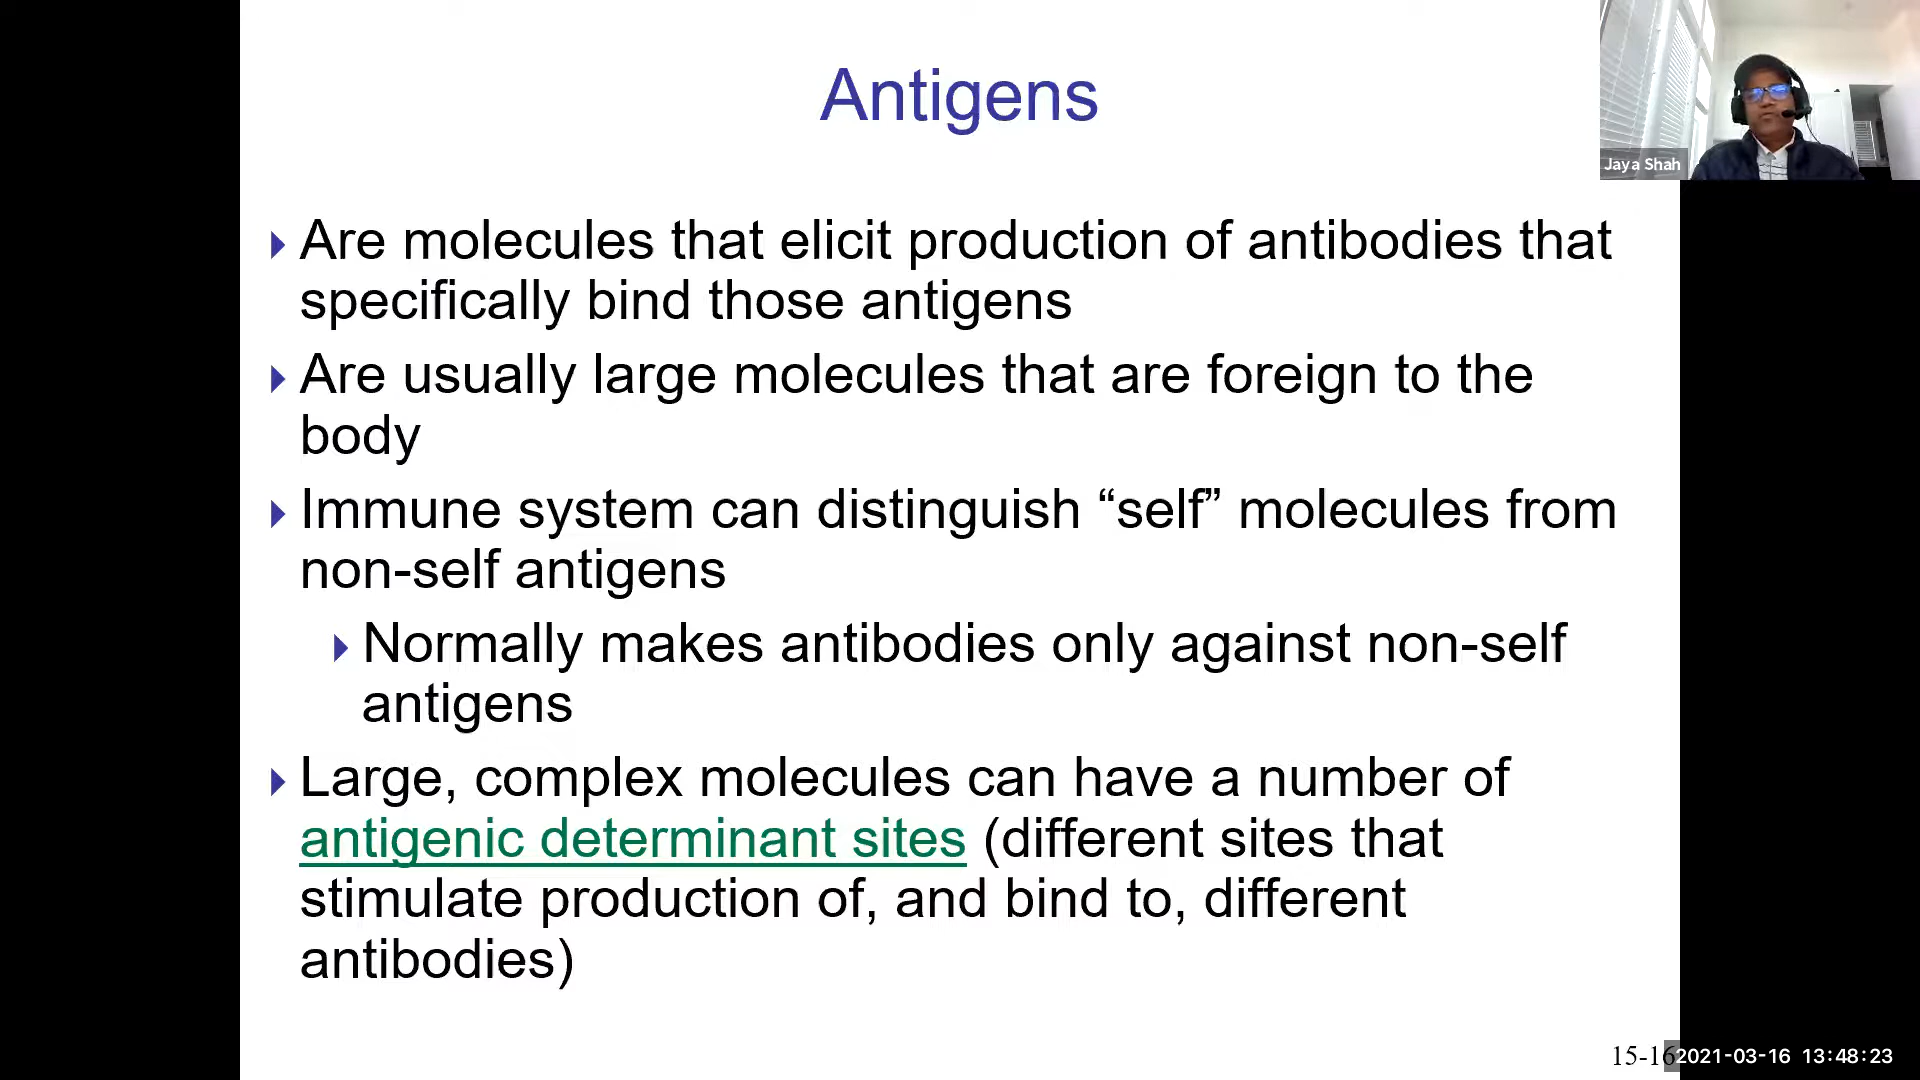 Antigens
Jaya Shah
Are molecules that elicit production of antibodies that
specifically bind those antigens
Are usually large molecules that are foreign to the
body
Immune system can distinguish “self” molecules from
non-self antigens
Normally makes antibodies only against non-self
antigens
Large, complex molecules can have a number of
antigenic determinant sites (different sites that
stimulate production of, and bind to, different
antibodies)
15-16
2021-03-16 13:48:23